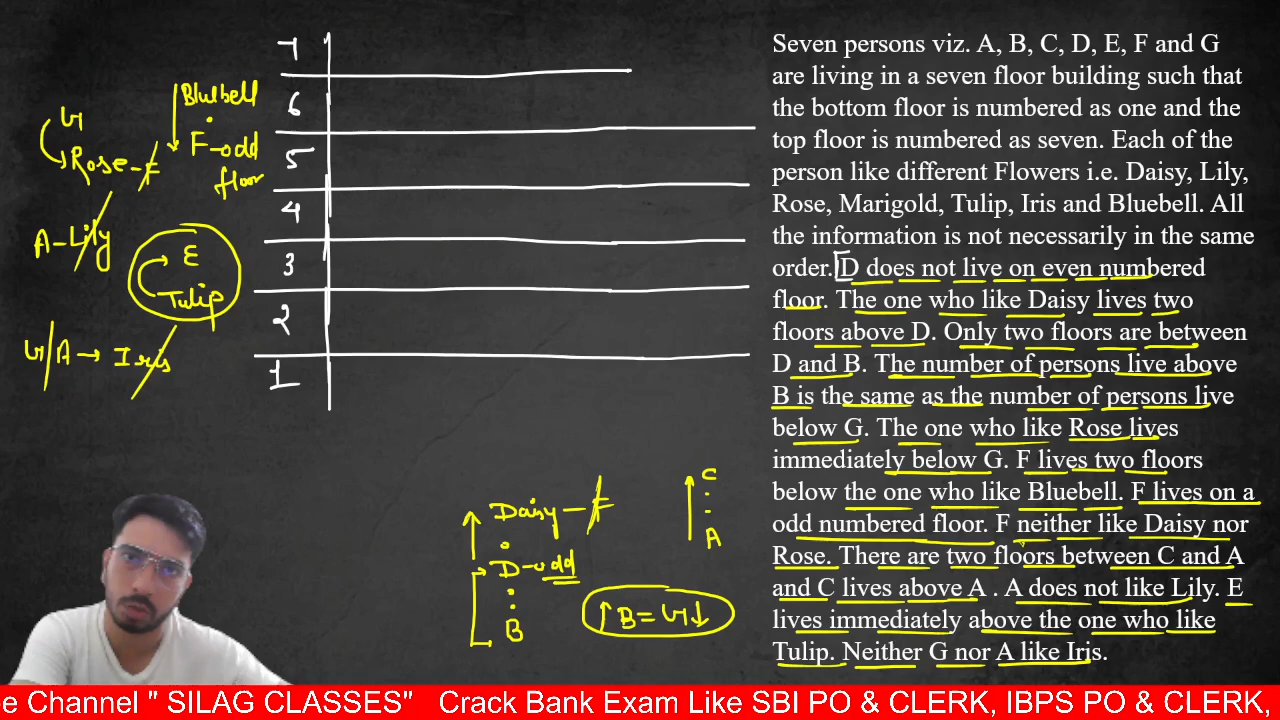 Seven persons viz. A, B, C, D, E, F and G
are living in a seven floor building such that
the bottom floor is numbered as one and the
top floor is numbered as seven. Each of the
person like different Flowers i.e. Daisy, Lily,
Rose, Marigold, Tulip, Iris and Bluebell. All
the information is not necessarily in the same
order. D does not live on even numbered
floor. The one who like Daisy lives two
floors above D. Only two floors are between
D and B. The number of persons live above
B is the same as the number of persons live
below G. The one who like Rose lives
immediately below G. F lives two floors
below the one who like Bluebell. F lives on a
odd numbered floor. F neither like Daisy nor
Rose. There are two floors between C and A
and C lives above A . A does not like Lily. E
lives immediately above the one who like
Tulip. Neither G nor A like Iris.
7
6
5
4
3
2
1
G
Rose - F
Bluebell
F - odd
floor
A - Lily
E
Tulip
G/A → Iris
Daisy - F
D - odd
B
↑ B = G ↓
C
A
e Channel " SILAG CLASSES" Crack Bank Exam Like SBI PO & CLERK, IBPS PO & CLERK,